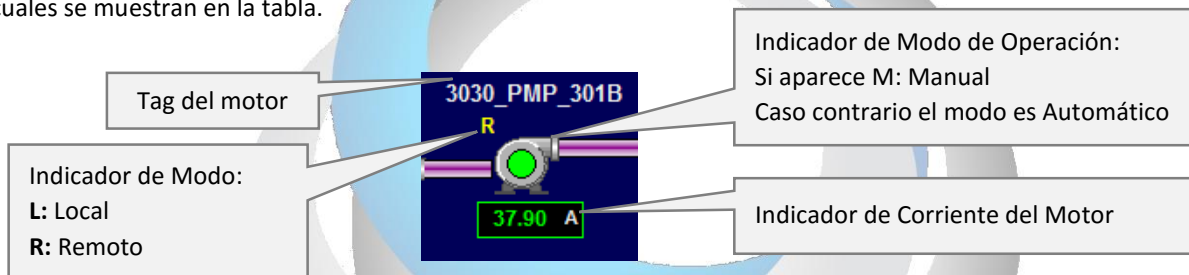 cuales se muestran en la tabla.
Indicador de Modo de Operación:
Si aparece M: Manual
Caso contrario el modo es Automático
Tag del motor
3030_PMP_301B
R
Indicador de Modo:
L: Local
R: Remoto
37.90 A
Indicador de Corriente del Motor